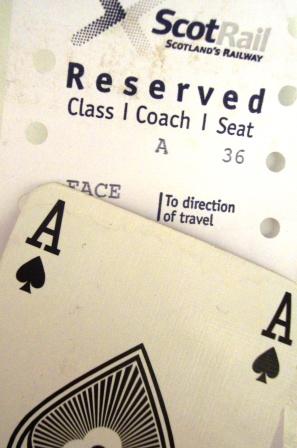 ScotRail
SCOTLAND'S RAILWAY
Reserved
Class | Coach | Seat
A 36
FACE
To direction
of travel
A
A